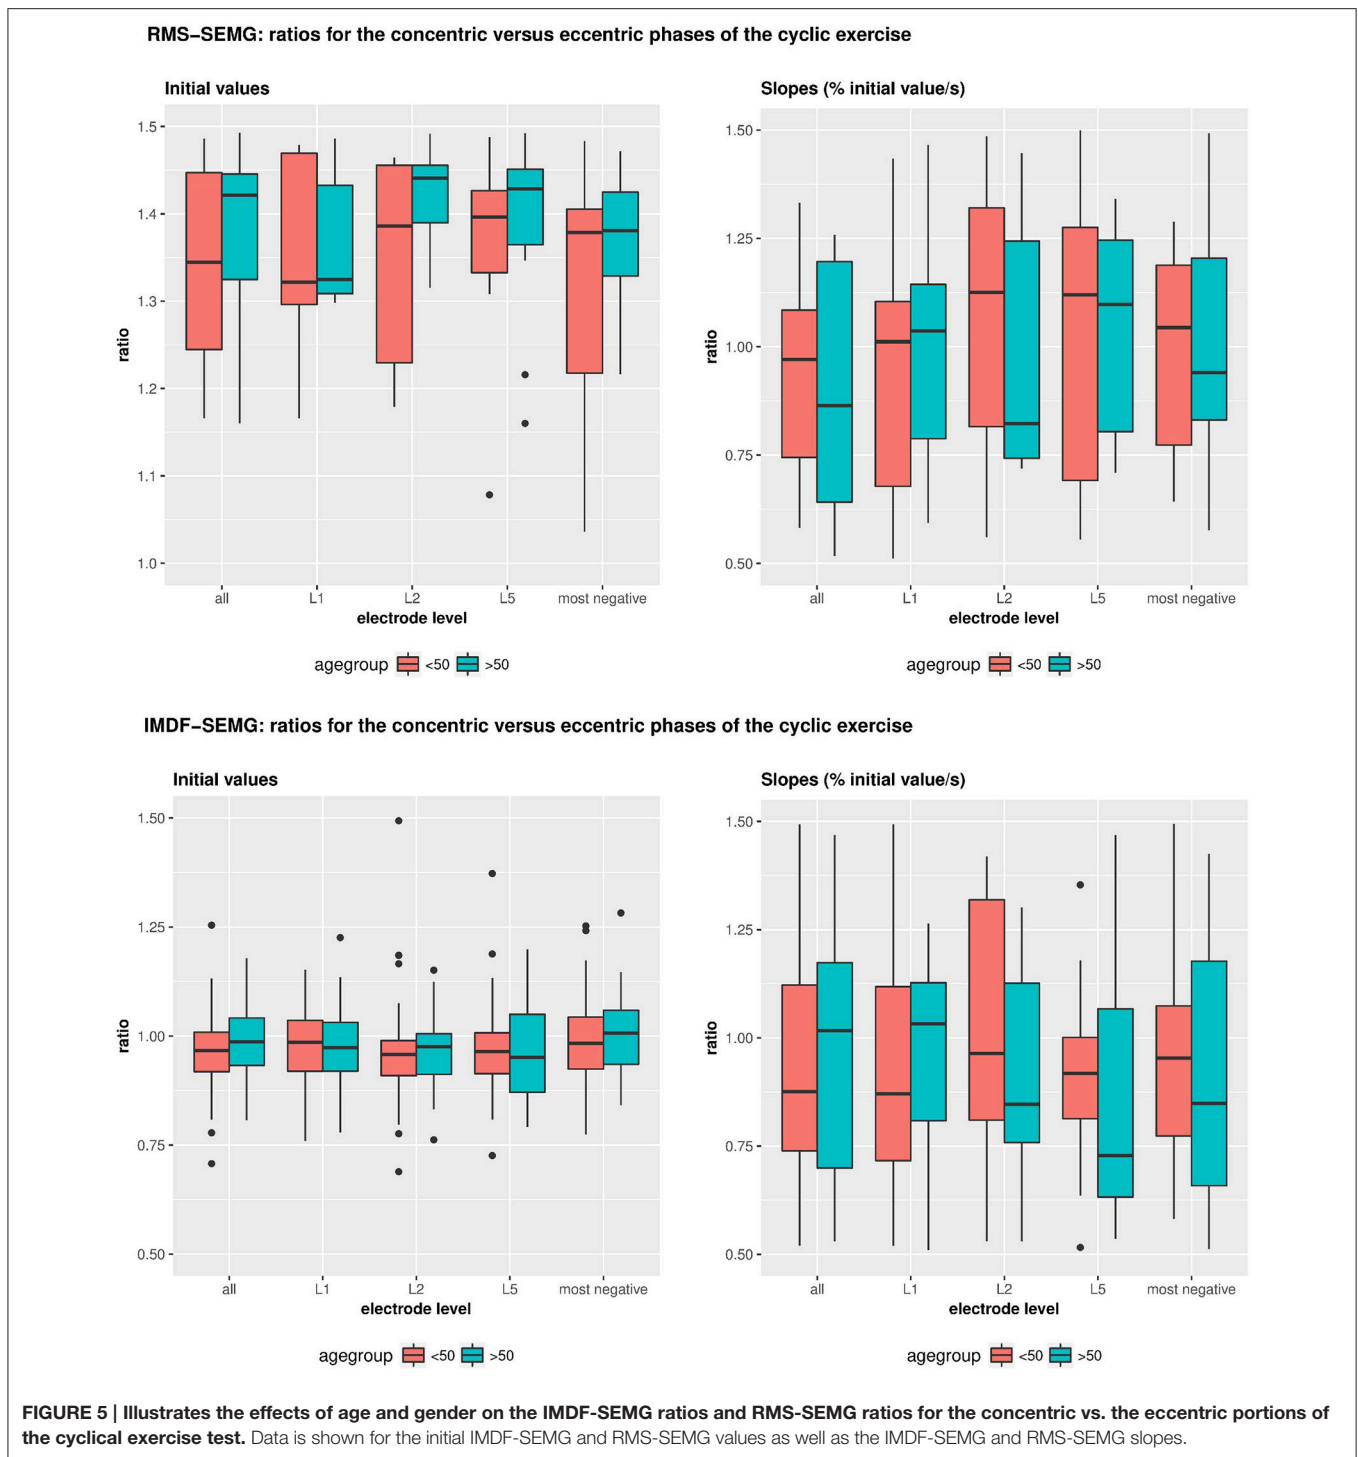 RMS–SEMG: ratios for the concentric versus eccentric phases of the cyclic exercise
Initial values
1.5
1.4
1.3
1.2
1.1
1.0
ratio
all L1 L2 L5 most negative
electrode level
agegroup <50 >50
Slopes (% initial value/s)
1.50
1.25
1.00
0.75
0.50
ratio
all L1 L2 L5 most negative
electrode level
agegroup <50 >50
IMDF–SEMG: ratios for the concentric versus eccentric phases of the cyclic exercise
Initial values
1.50
1.25
1.00
0.75
0.50
ratio
all L1 L2 L5 most negative
electrode level
agegroup <50 >50
Slopes (% initial value/s)
1.50
1.25
1.00
0.75
0.50
ratio
all L1 L2 L5 most negative
electrode level
agegroup <50 >50
FIGURE 5 | Illustrates the effects of age and gender on the IMDF-SEMG ratios and RMS-SEMG ratios for the concentric vs. the eccentric portions of
the cyclical exercise test. Data is shown for the initial IMDF-SEMG and RMS-SEMG values as well as the IMDF-SEMG and RMS-SEMG slopes.